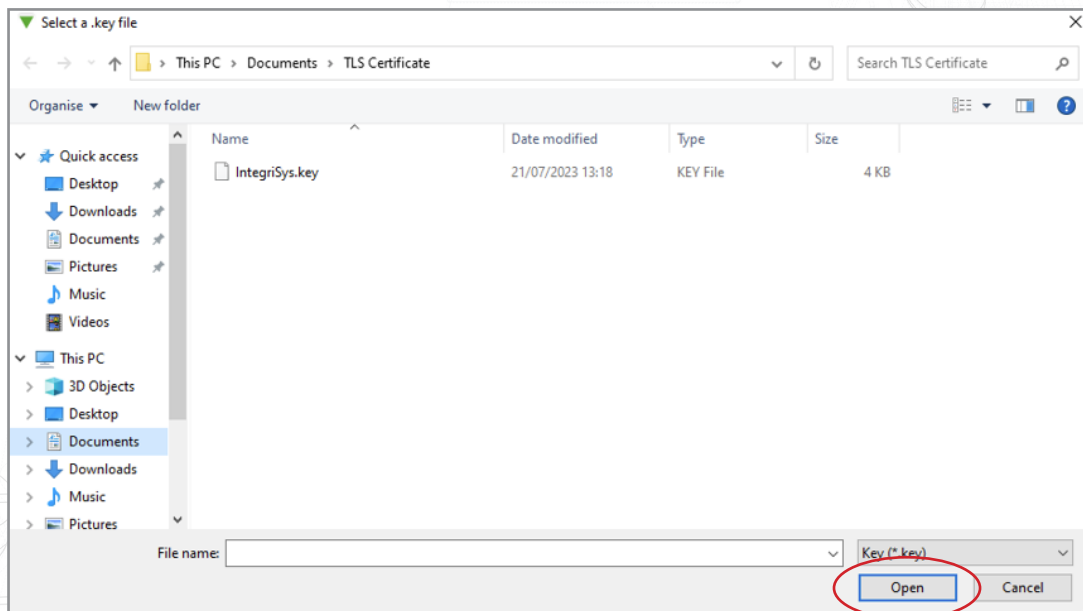 Select a .key file
This PC > Documents > TLS Certificate
Search TLS Certificate
Organise
New folder
Name
Date modified
Type
Size
IntegriSys.key
21/07/2023 13:18
KEY File
4 KB
Quick access
Desktop
Downloads
Documents
Pictures
Music
Videos
This PC
3D Objects
Desktop
Documents
Downloads
Music
Pictures
File name:
Key (*.key)
Open
Cancel